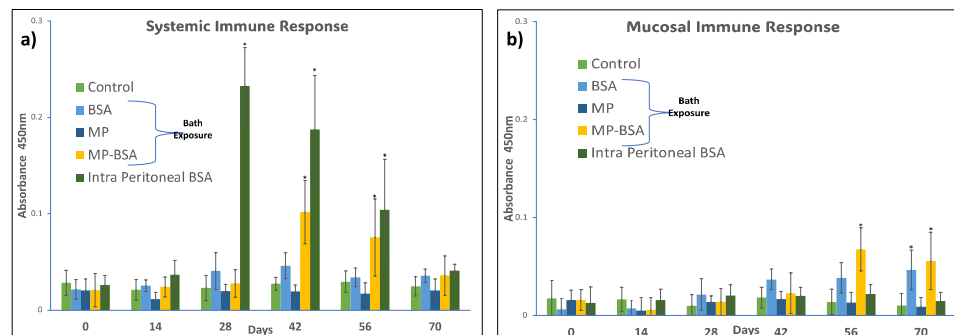 a)
Systemic Immune Response
0.3
0.2
0.1
0
Absorbance 450nm
Control
BSA
MP
MP-BSA
Intra Peritoneal BSA
Bath
Exposure
* * * * *
0 14 28 42 56 70
Days
b)
Mucosal Immune Response
0.3
0.2
0.1
0
Absorbance 450nm
Control
BSA
MP
MP-BSA
Intra Peritoneal BSA
Bath
Exposure
* * *
0 14 28 42 56 70
Days